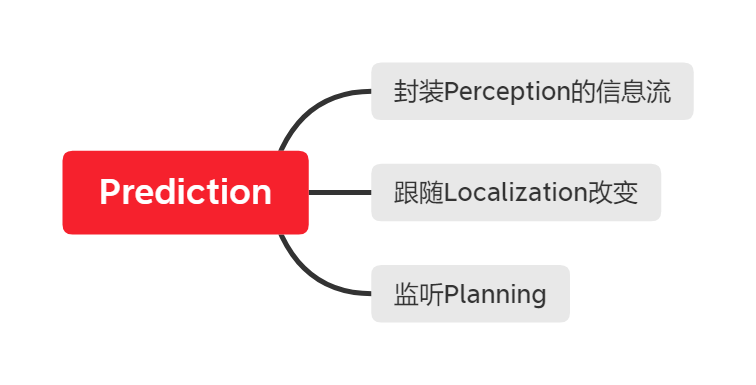 Prediction
封装Perception的信息流
跟随Localization改变
监听Planning